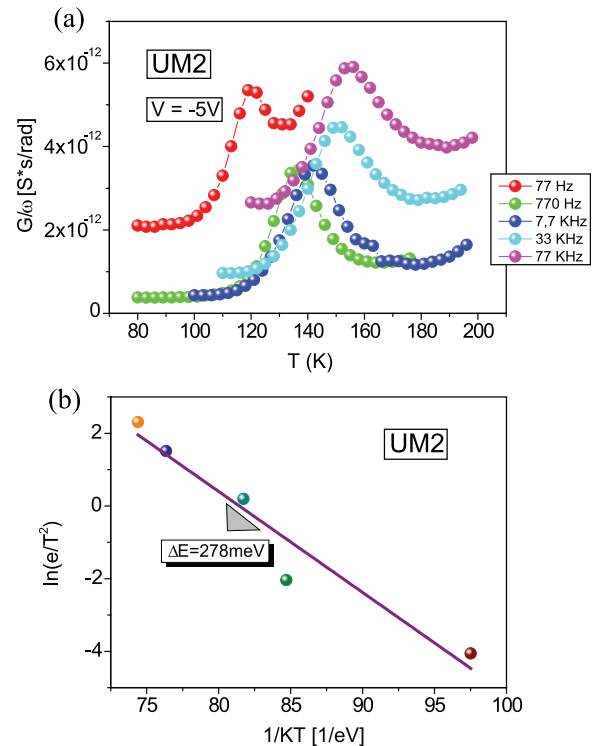 (a)
UM2
V = -5V
6x10⁻¹²
4x10⁻¹²
2x10⁻¹²
0
G/ω [S*s/rad]
80 100 120 140 160 180 200
T (K)
77 Hz
770 Hz
7,7 KHz
33 KHz
77 KHz
(b)
UM2
2
0
-2
-4
ln(e/T²)
ΔE=278meV
75 80 85 90 95 100
1/KT [1/eV]